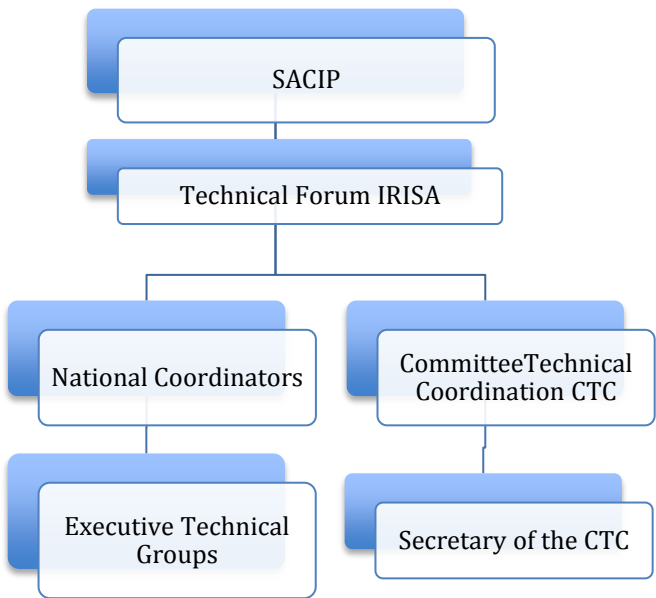 SACIP
Technical Forum IRISA
National Coordinators
CommitteeTechnical
Coordination CTC
Executive Technical
Groups
Secretary of the CTC